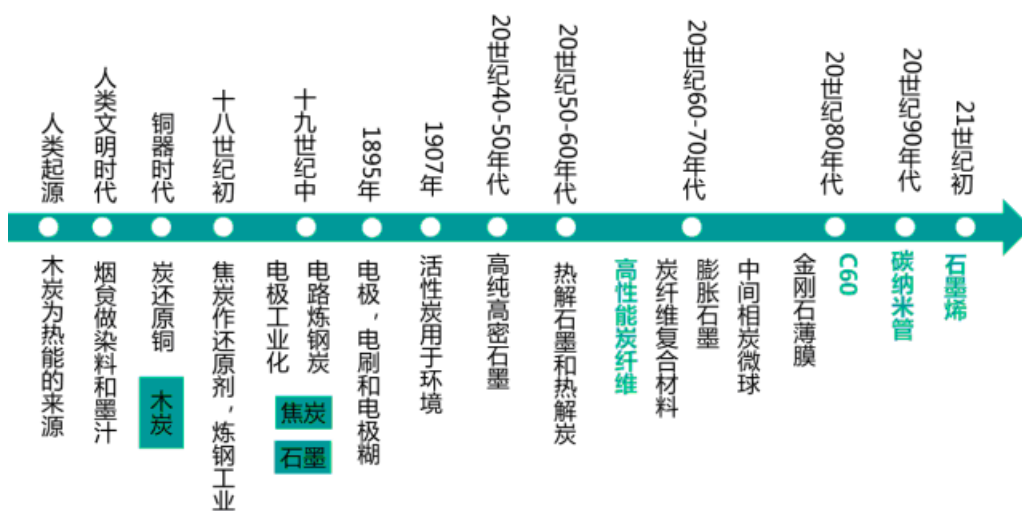 人类起源
人类文明时代
铜器时代
十八世纪初
十九世纪中
1895年
1907年
20世纪40-50年代
20世纪50-60年代
20世纪60-70年代
20世纪80年代
20世纪90年代
21世纪初
木炭为热能的来源
烟炱做染料和墨汁
炭还原铜
木炭
焦炭作还原剂，炼钢工业
电极工业化
电路炼钢炭
焦炭
石墨
电极，电刷和电极糊
活性炭用于环境
高纯高密石墨
热解石墨和热解炭
高性能炭纤维
炭纤维复合材料
膨胀石墨
中间相炭微球
金刚石薄膜
C60
碳纳米管
石墨烯